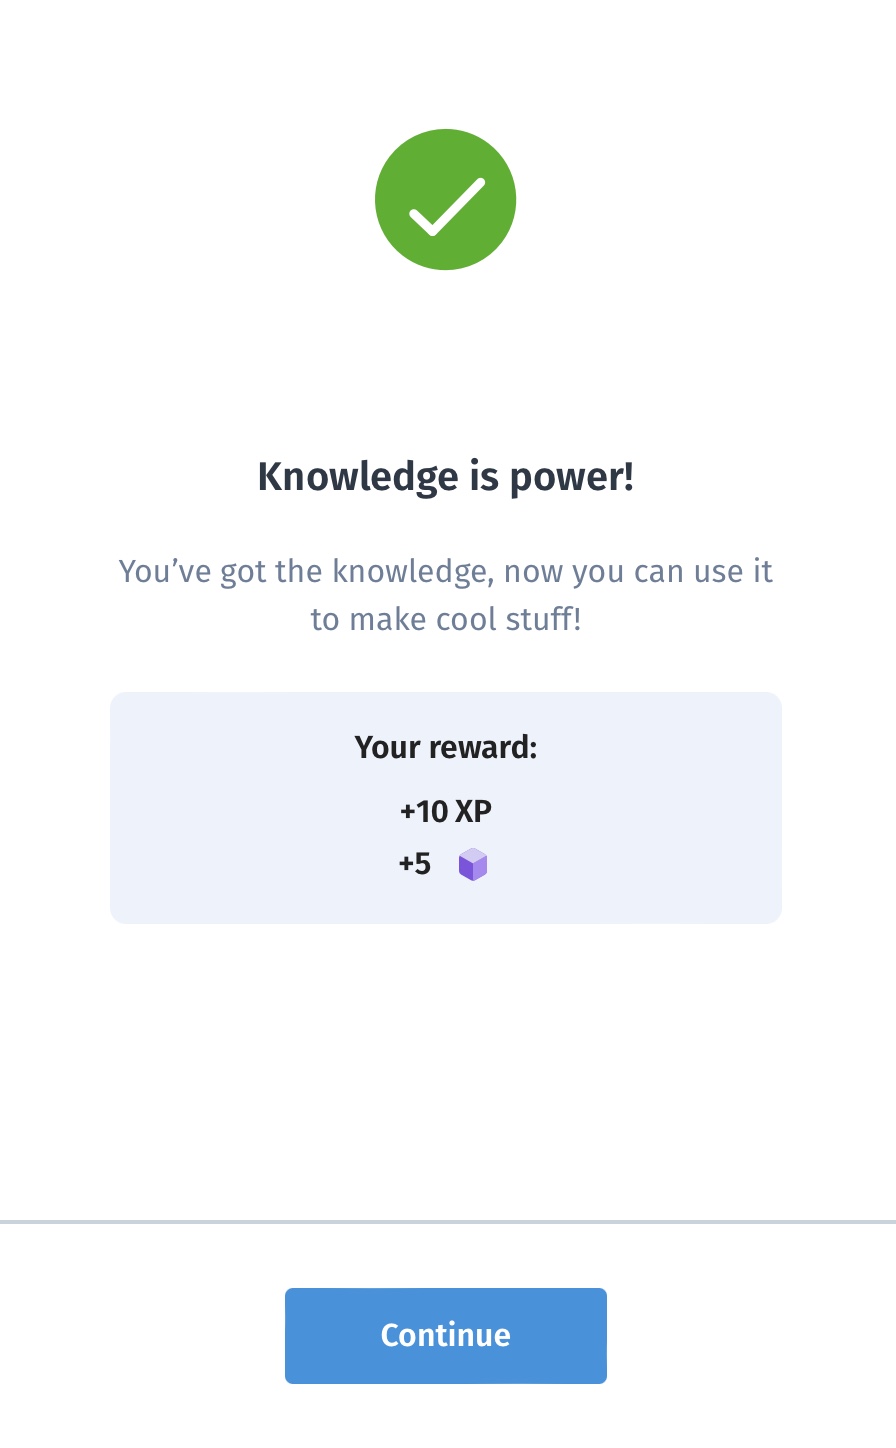 Knowledge is power!
You’ve got the knowledge, now you can use it
to make cool stuff!
Your reward:
+10 XP
+5
Continue